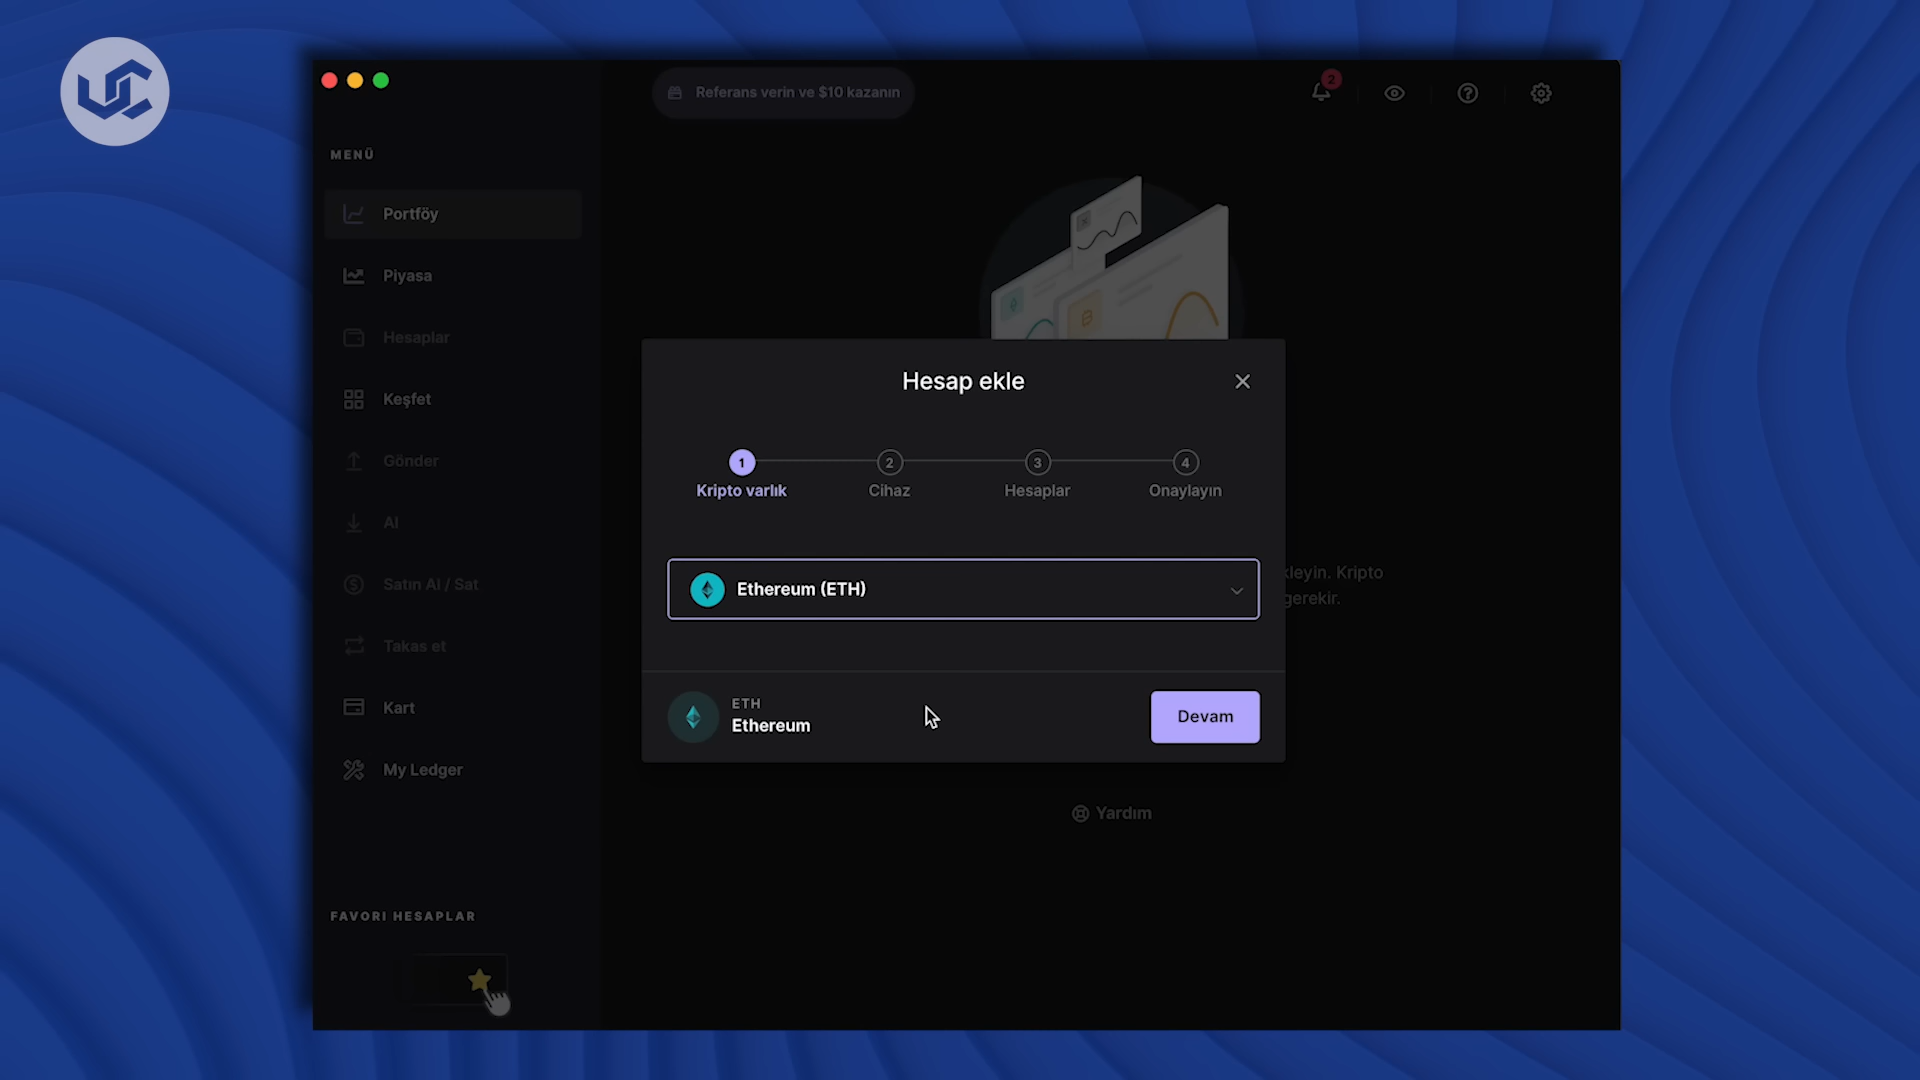 Referans verin ve $10 kazanın
2
MENÜ
Portföy
Piyasa
Hesaplar
Keşfet
Gönder
Al
Satın Al / Sat
Takas et
Kart
My Ledger
FAVORİ HESAPLAR
Hesap ekle
1
2
3
4
Kripto varlık
Cihaz
Hesaplar
Onaylayın
Ethereum (ETH)
kleyin. Kripto
gerekir.
ETH
Ethereum
Devam
Yardım